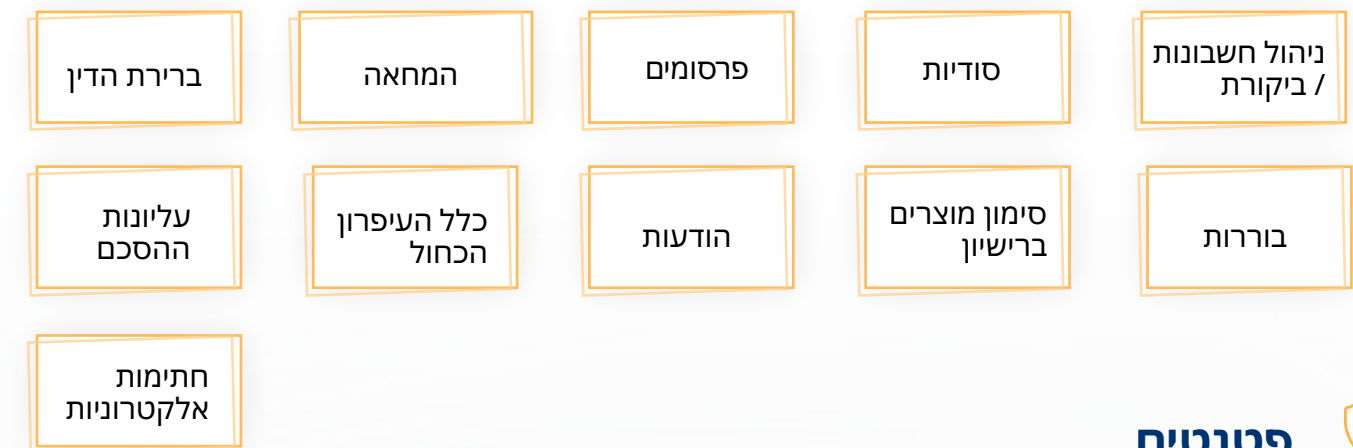 ניהול חשבונות
/ ביקורת
סודיות
פרסומים
המחאה
ברירת הדין
בוררות
סימון מוצרים
ברישיון
הודעות
כלל העיפרון
הכחול
עליונות
ההסכם
חתימות
אלקטרוניות
פטנטים